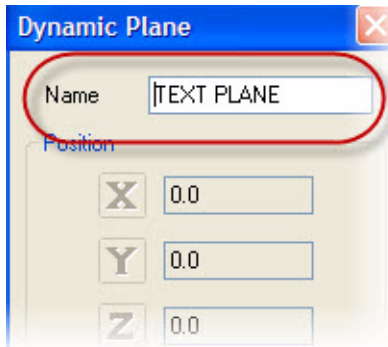 Dynamic Plane
Name TEXT PLANE
Position
X 0.0
Y 0.0
Z 0.0